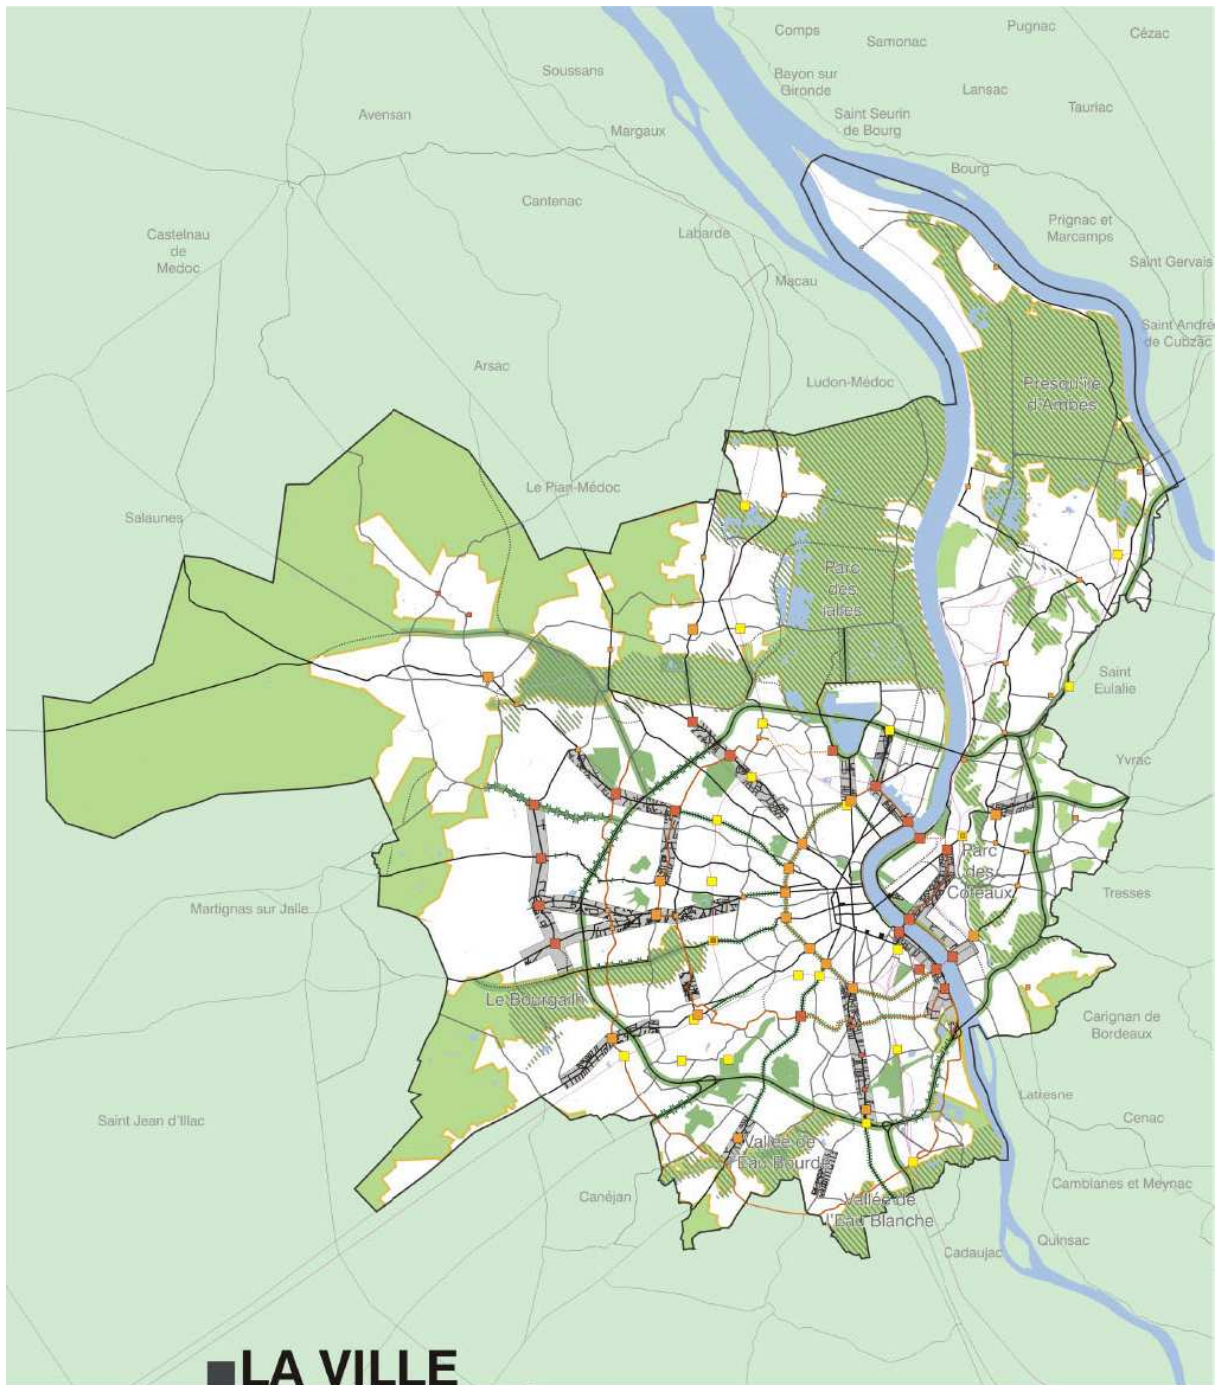 Comps
Samonac
Pugnac
Cézac
Soussans
Bayon sur
Gironde
Lansac
Tauriac
Avensan
Margaux
Saint Seurin
de Bourg
Bourg
Cantenac
Prignac et
Marcamps
Castelnau
de
Medoc
Labarde
Saint Gervais
Macau
Saint André
de Cubzac
Arsac
Ludon-Médoc
Presqu'île
d'Ambès
Le Pian-Médoc
Salaunes
Parc
des
jalles
Saint
Eulalie
Yvrac
Parc
des
Coteaux
Tresses
Martignas sur Jalle
Le Bourgailh
Carignan de
Bordeaux
Latresne
Saint Jean d'Illac
Cenac
Vallée de
l'Eau Bourde
Canéjan
Camblanes et Meynac
Vallée de
l'Eau Blanche
Quinsac
Cadaujac
LA VILLE